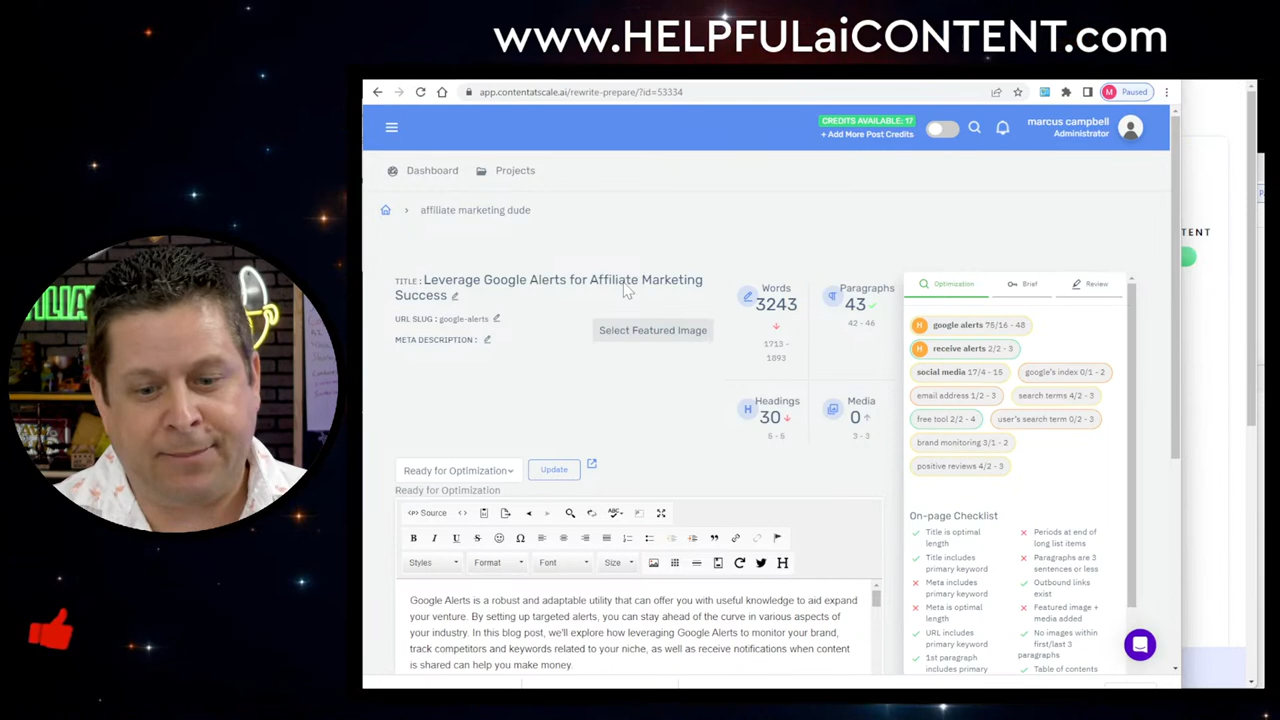 www.HELPFULaiCONTENT.com
app.contentatscale.ai/rewrite-prepare/?id=53334
M
Paused
CREDITS AVAILABLE: 17
+ Add More Post Credits
marcus campbell
Administrator
Dashboard
Projects
affiliate marketing dude
TITLE : Leverage Google Alerts for Affiliate Marketing
Success
URL SLUG : google-alerts
META DESCRIPTION :
Select Featured Image
Words
3243
1713 -
1893
Paragraphs
43
42 - 46
Headings
30
5 - 5
Media
0
3 - 3
Optimization
Brief
Review
H google alerts 75/16 - 48
H receive alerts 2/2 - 3
social media 17/4 - 15
google's index 0/1 - 2
email address 1/2 - 3
search terms 4/2 - 3
free tool 2/2 - 4
user's search term 0/2 - 3
brand monitoring 3/1 - 2
positive reviews 4/2 - 3
On-page Checklist
Title is optimal
length
Title includes
primary keyword
Meta includes
primary keyword
Meta is optimal
length
URL includes
primary keyword
1st paragraph
includes primary
Periods at end of
long list items
Paragraphs are 3
sentences or less
Outbound links
exist
Featured image +
media added
No images within
first/last 3
paragraphs
Table of contents
Ready for Optimization
Update
Ready for Optimization
Source
ABC
B I U S
Styles
Format
Font
Size
H
Google Alerts is a robust and adaptable utility that can offer you with useful knowledge to aid expand
your venture. By setting up targeted alerts, you can stay ahead of the curve in various aspects of
your industry. In this blog post, we'll explore how leveraging Google Alerts to monitor your brand,
track competitors and keywords related to your niche, as well as receive notifications when content
is shared can help you make money.